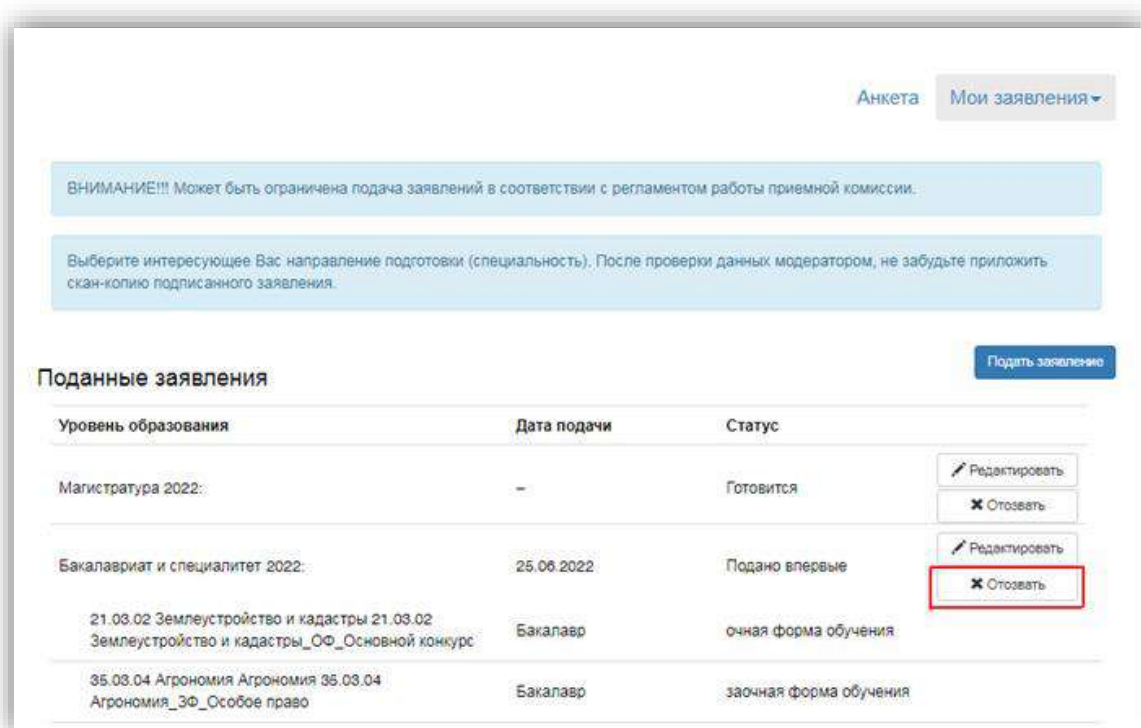 Анкета Мои заявления
ВНИМАНИЕ!!! Может быть ограничена подача заявлений в соответствии с регламентом работы приемной комиссии.
Выберите интересующее Вас направление подготовки (специальность). После проверки данных модератором, не забудьте приложить
скан-копию подписанного заявления.
Подать заявление
Поданные заявления
Уровень образования Дата подачи Статус
Магистратура 2022: – Готовится
Редактировать
Отозвать
Бакалавриат и специалитет 2022: 25.06.2022 Подано впервые
Редактировать
Отозвать
21.03.02 Землеустройство и кадастры 21.03.02
Землеустройство и кадастры_ОФ_Основной конкурс
Бакалавр очная форма обучения
35.03.04 Агрономия Агрономия 35.03.04
Агрономия_ЗФ_Особое право
Бакалавр заочная форма обучения